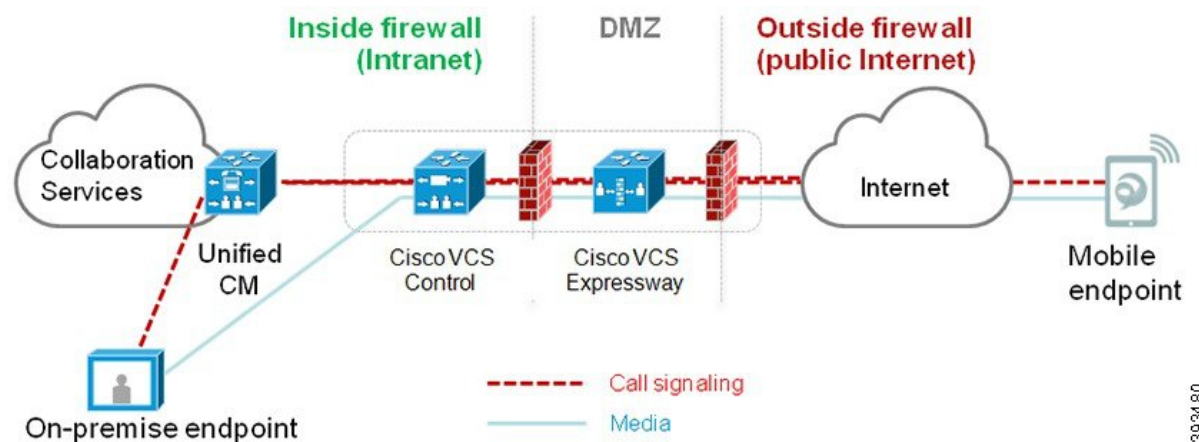 Inside firewall
(Intranet)
DMZ
Outside firewall
(public Internet)
Collaboration
Services
Internet
Unified
CM
Cisco VCS
Control
Cisco VCS
Expressway
Mobile
endpoint
On-premise endpoint
Call signaling
Media
393480